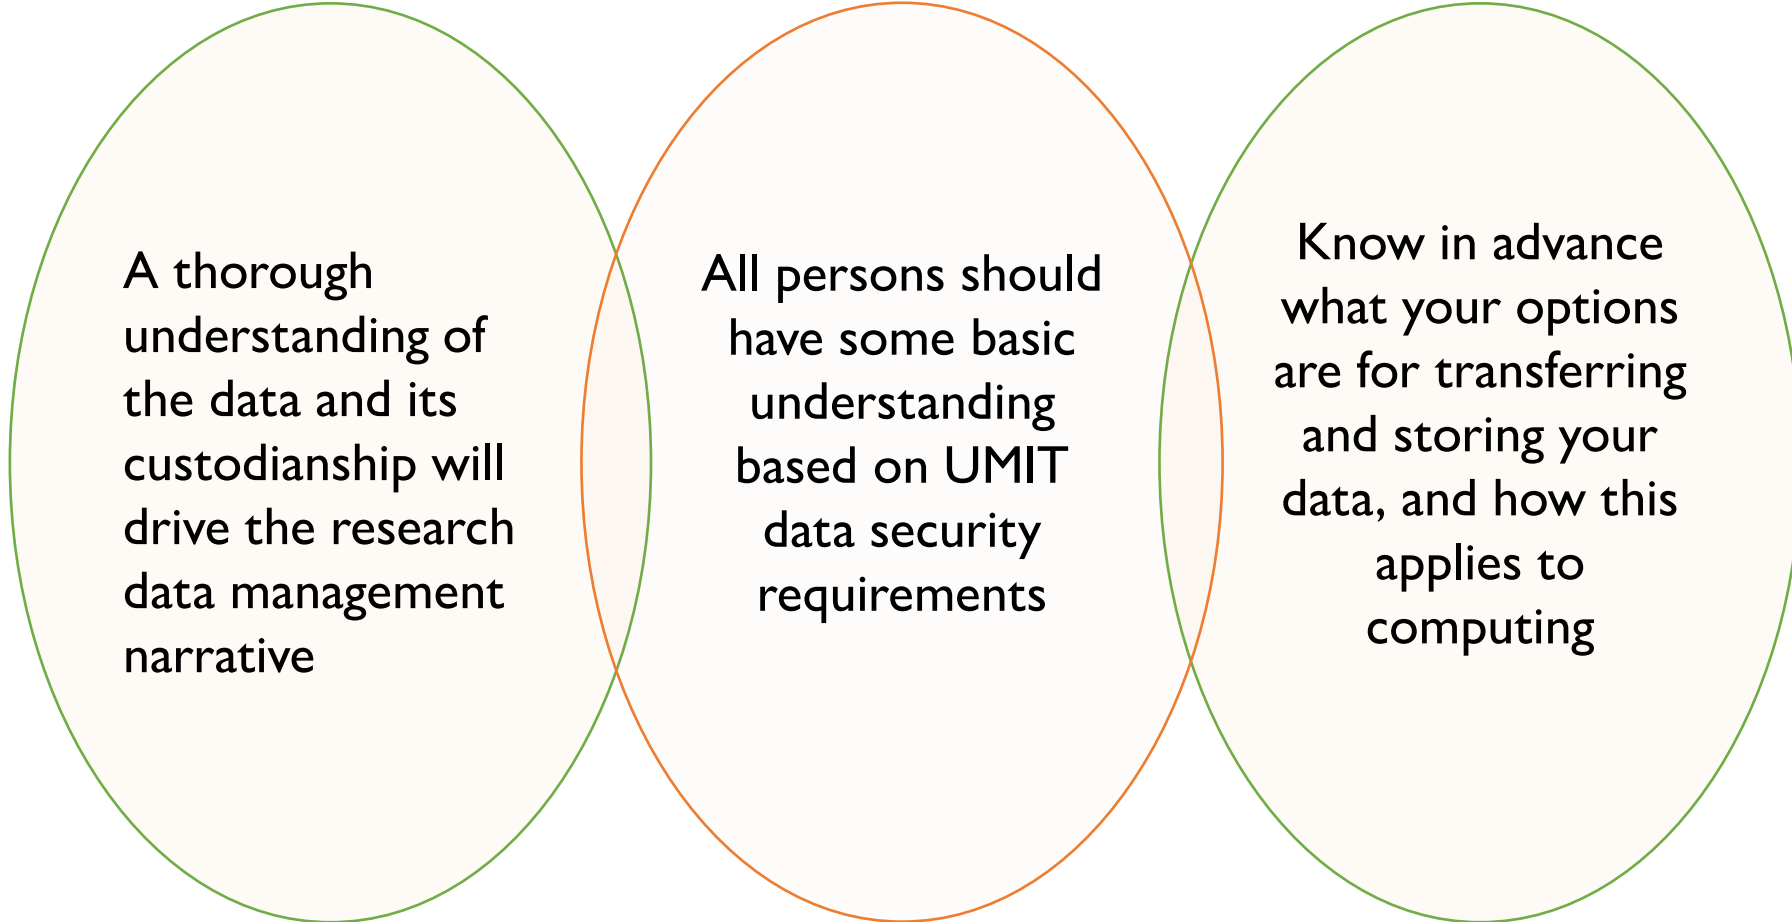 A thorough
understanding of
the data and its
custodianship will
drive the research
data management
narrative
All persons should
have some basic
understanding
based on UMIT
data security
requirements
Know in advance
what your options
are for transferring
and storing your
data, and how this
applies to
computing